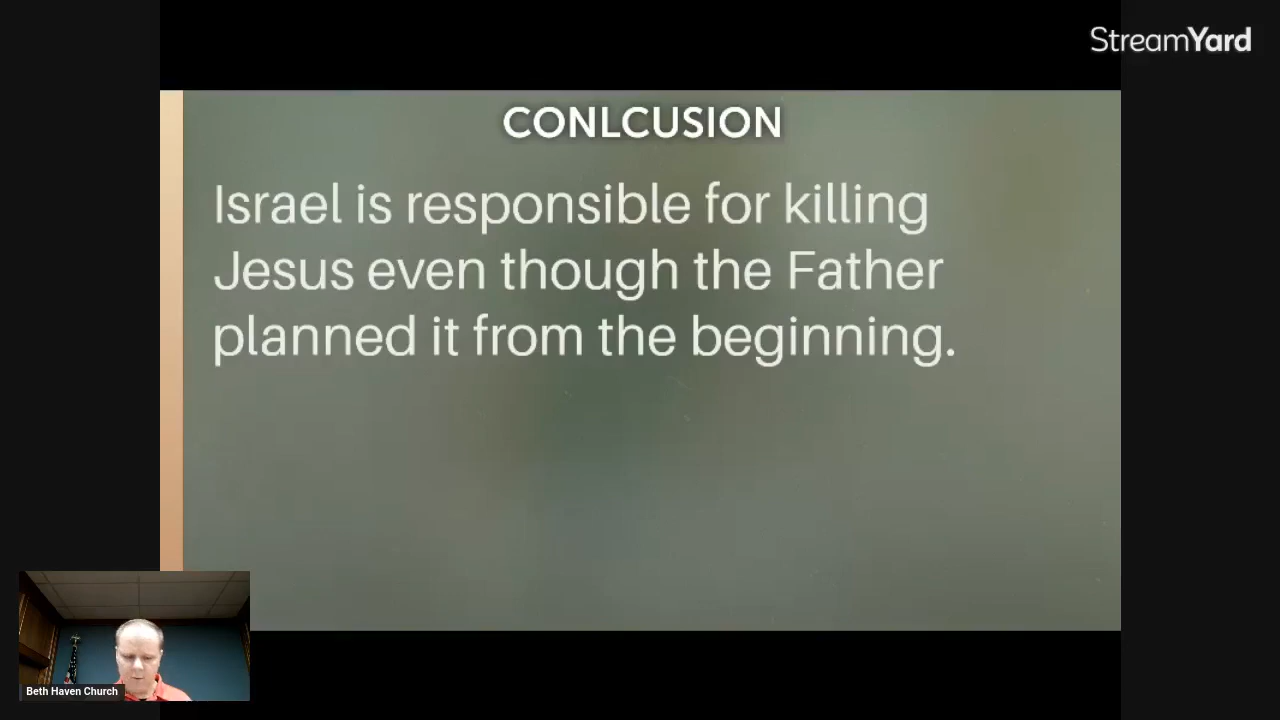 StreamYard
CONLCUSION
Israel is responsible for killing
Jesus even though the Father
planned it from the beginning.
Beth Haven Church